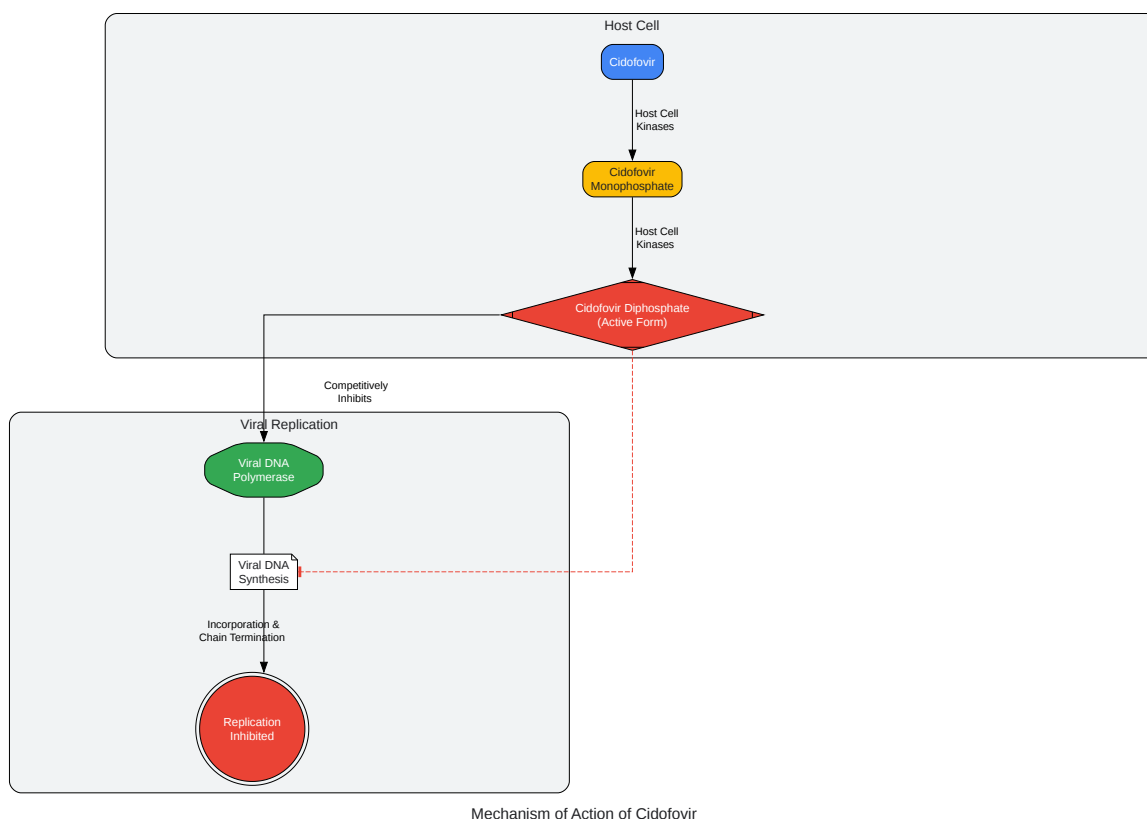 Host Cell
Cidofovir
Host Cell
Kinases
Cidofovir
Monophosphate
Host Cell
Kinases
Cidofovir Diphosphate
(Active Form)
Competitively
Inhibits
Viral Replication
Viral DNA
Polymerase
Viral DNA
Synthesis
Incorporation &
Chain Termination
Replication
Inhibited
Mechanism of Action of Cidofovir